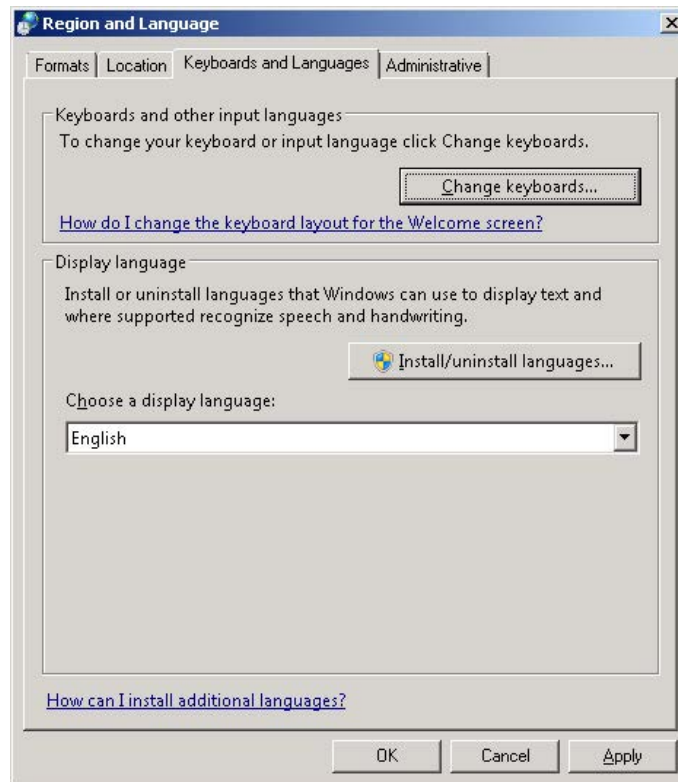 Region and Language
Formats
Location
Keyboards and Languages
Administrative
Keyboards and other input languages
To change your keyboard or input language click Change keyboards.
Change keyboards...
How do I change the keyboard layout for the Welcome screen?
Display language
Install or uninstall languages that Windows can use to display text and
where supported recognize speech and handwriting.
Install/uninstall languages...
Choose a display language:
English
How can I install additional languages?
OK
Cancel
Apply